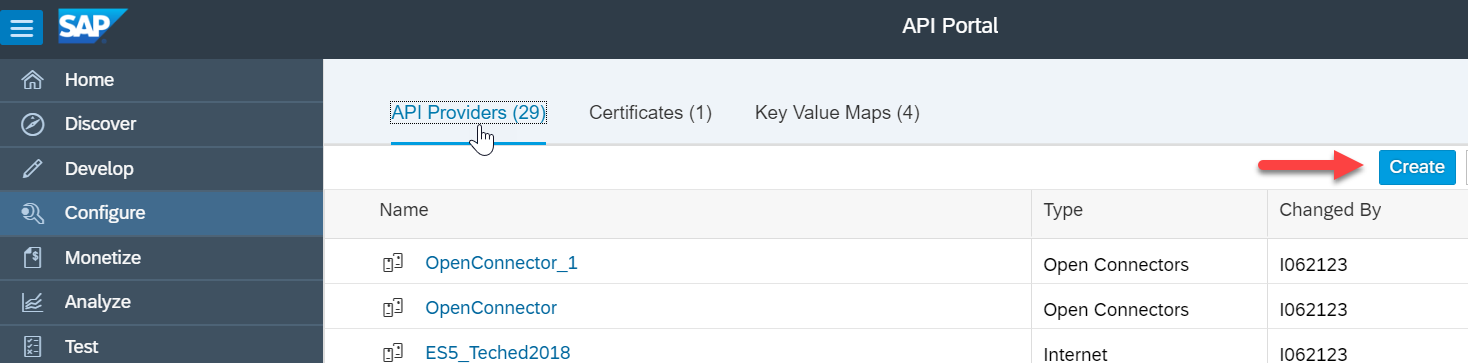 SAP
API Portal
Home
Discover
Develop
Configure
Monetize
Analyze
Test
API Providers (29)
Certificates (1)
Key Value Maps (4)
Create
Name Type Changed By
OpenConnector_1 Open Connectors I062123
OpenConnector Open Connectors I062123
ES5_Teched2018 Internet I062123